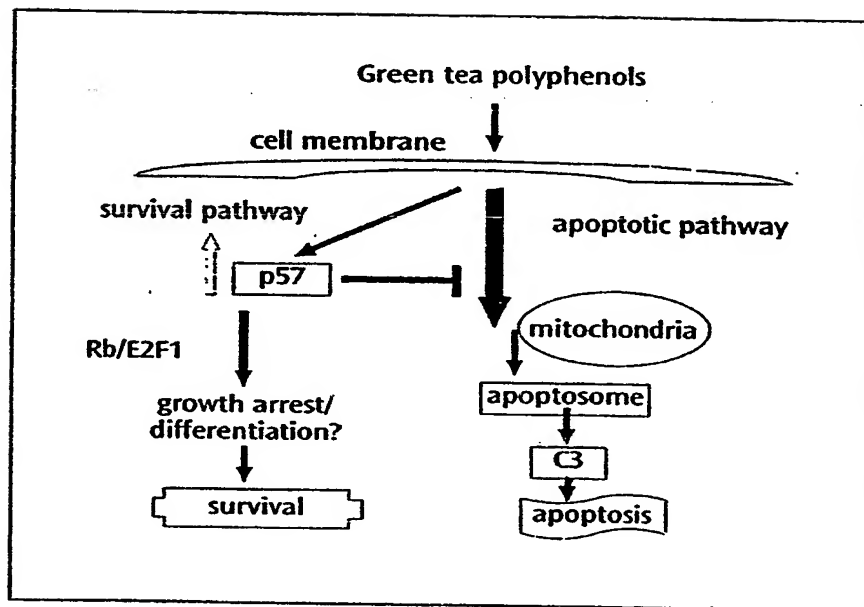 Green tea polyphenols
cell membrane
survival pathway
apoptotic pathway
p57
mitochondria
Rb/E2F1
apoptosome
growth arrest/
differentiation?
C3
survival
apoptosis